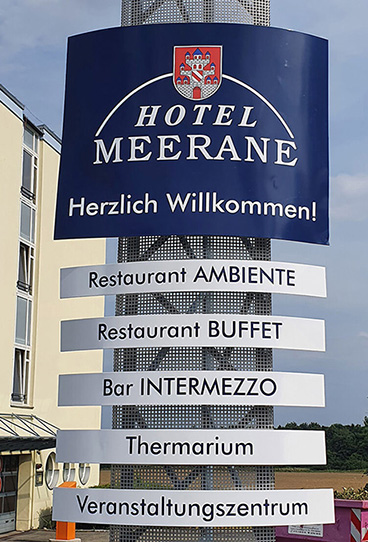 HOTEL
MEERANE
Herzlich Willkommen!
Restaurant AMBIENTE
Restaurant BUFFET
Bar INTERMEZZO
Thermarium
Veranstaltungszentrum